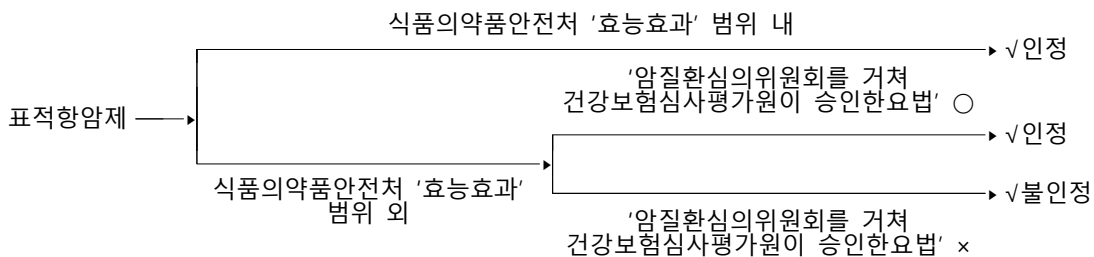 식품의약품안전처 '효능효과' 범위 내
√인정
'암질환심의위원회를 거쳐
건강보험심사평가원이 승인한요법' ○
표적항암제
√인정
식품의약품안전처 '효능효과'
범위 외
√불인정
'암질환심의위원회를 거쳐
건강보험심사평가원이 승인한요법' ×